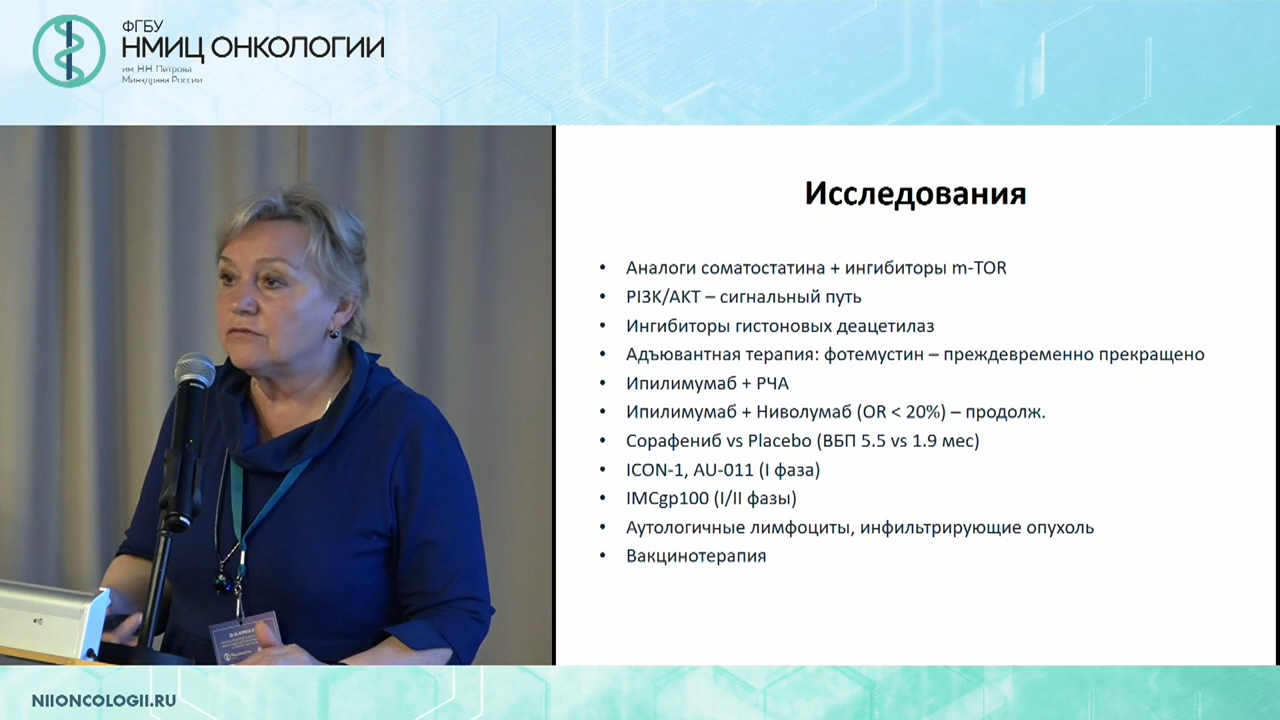 ФГБУ
НМИЦ ОНКОЛОГИИ
им. Н.Н. Петрова
Минздрава России
Исследования
• Аналоги соматостатина + ингибиторы m-TOR
• PI3K/AKT – сигнальный путь
• Ингибиторы гистоновых деацетилаз
• Адъювантная терапия: фотемустин – преждевременно прекращено
• Ипилимумаб + РЧА
• Ипилимумаб + Ниволумаб (OR < 20%) – продолж.
• Сорафениб vs Placebo (ВБП 5.5 vs 1.9 мес)
• ICON-1, AU-011 (I фаза)
• IMCgp100 (I/II фазы)
• Аутологичные лимфоциты, инфильтрирующие опухоль
• Вакцинотерапия
NIIONCOLOGII.RU